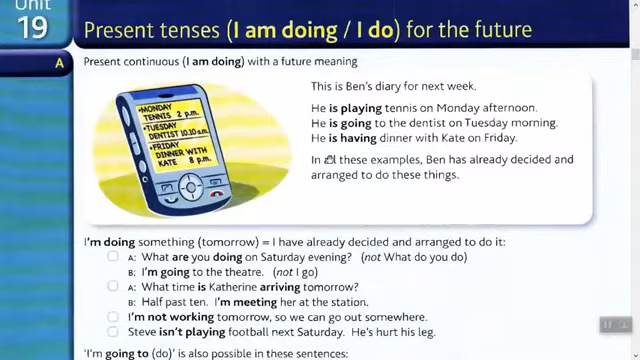 Unit
19
Present tenses (I am doing / I do) for the future
A
Present continuous (I am doing) with a future meaning
•MONDAY
TENNIS 2 p.m.
•TUESDAY
DENTIST 10.10 a.m.
•FRIDAY
DINNER WITH
KATE 8 p.m.
This is Ben's diary for next week.
He is playing tennis on Monday afternoon.
He is going to the dentist on Tuesday morning.
He is having dinner with Kate on Friday.
In these examples, Ben has already decided and
arranged to do these things.
I'm doing something (tomorrow) = I have already decided and arranged to do it:
A: What are you doing on Saturday evening? (not What do you do)
B: I'm going to the theatre. (not I go)
A: What time is Katherine arriving tomorrow?
B: Half past ten. I'm meeting her at the station.
I'm not working tomorrow, so we can go out somewhere.
Steve isn't playing football next Saturday. He's hurt his leg.
'I'm going to (do)' is also possible in these sentences: